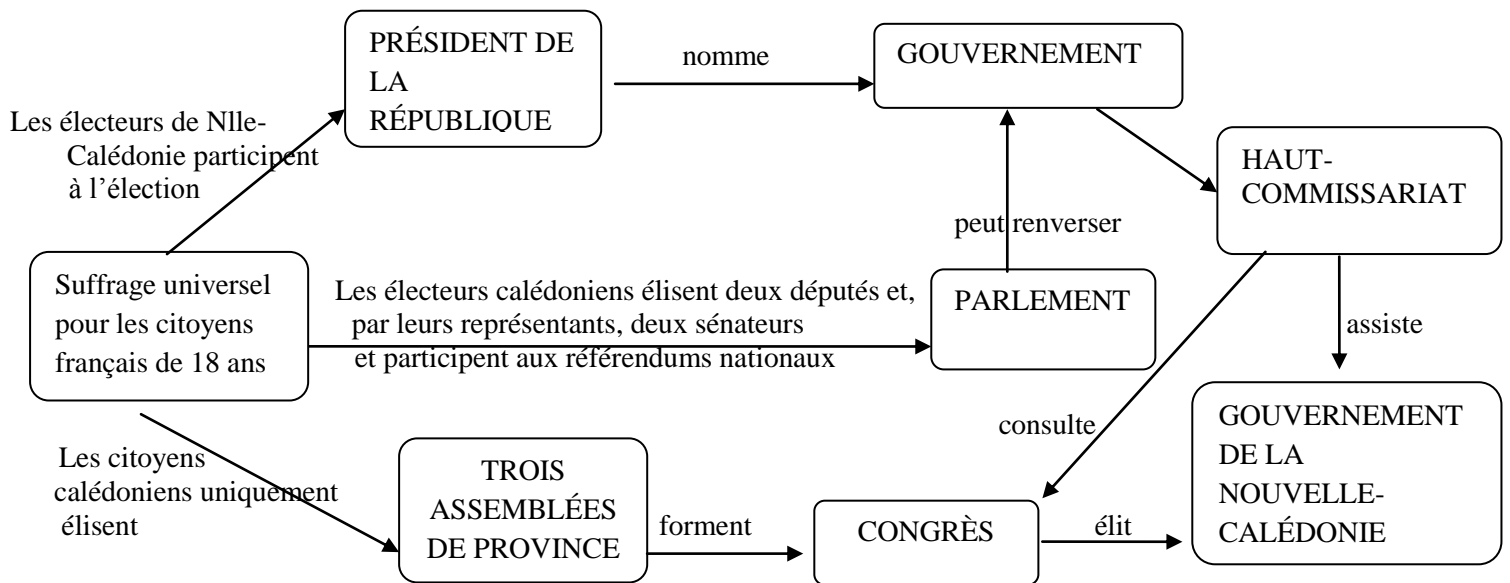 PRÉSIDENT DE
LA
RÉPUBLIQUE
nomme
GOUVERNEMENT
Les électeurs de Nlle-
Calédonie participent
à l’élection
HAUT-
COMMISSARIAT
peut renverser
Suffrage universel
pour les citoyens
français de 18 ans
Les électeurs calédoniens élisent deux députés et,
par leurs représentants, deux sénateurs
et participent aux référendums nationaux
PARLEMENT
assiste
consulte
GOUVERNEMENT
DE LA
NOUVELLE-
CALÉDONIE
Les citoyens
calédoniens uniquement
élisent
TROIS
ASSEMBLÉES
DE PROVINCE
forment
CONGRÈS
élit